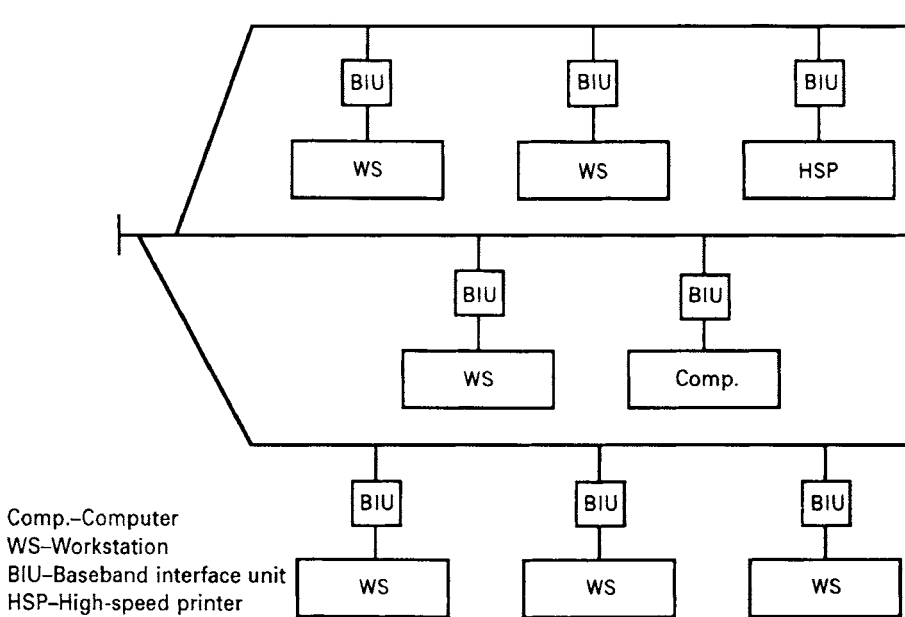 BIU BIU BIU
WS WS HSP
BIU BIU
WS Comp.
BIU BIU BIU
WS WS WS
Comp.–Computer
WS–Workstation
BIU–Baseband interface unit
HSP–High-speed printer